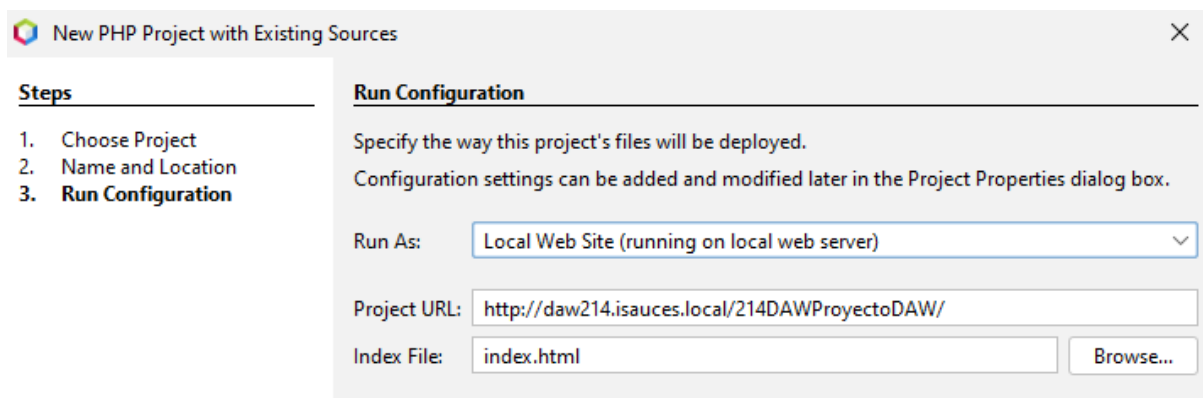 New PHP Project with Existing Sources
Steps
1. Choose Project
2. Name and Location
3. Run Configuration
Run Configuration
Specify the way this project's files will be deployed.
Configuration settings can be added and modified later in the Project Properties dialog box.
Run As: Local Web Site (running on local web server)
Project URL: http://daw214.isauces.local/214DAWProyectoDAW/
Index File: index.html Browse...